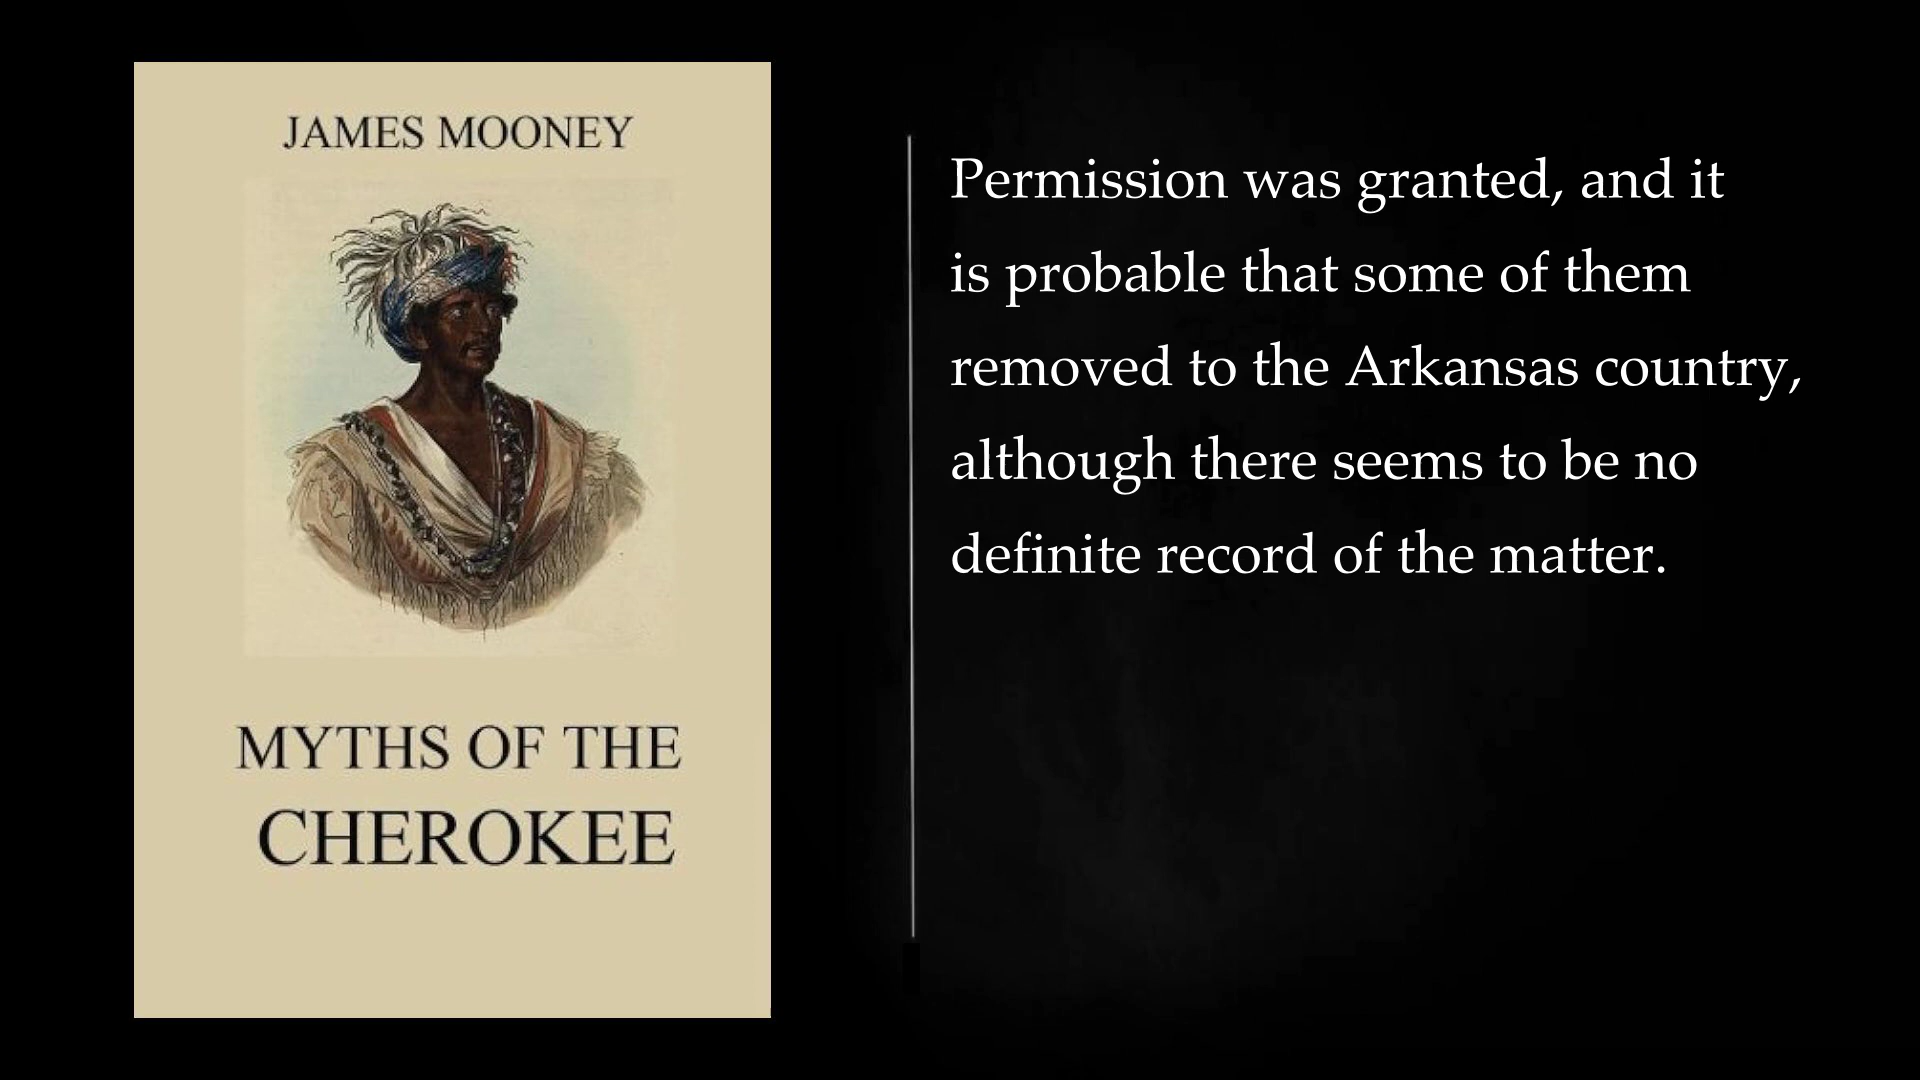 JAMES MOONEY
MYTHS OF THE
CHEROKEE
Permission was granted, and it
is probable that some of them
removed to the Arkansas country,
although there seems to be no
definite record of the matter.